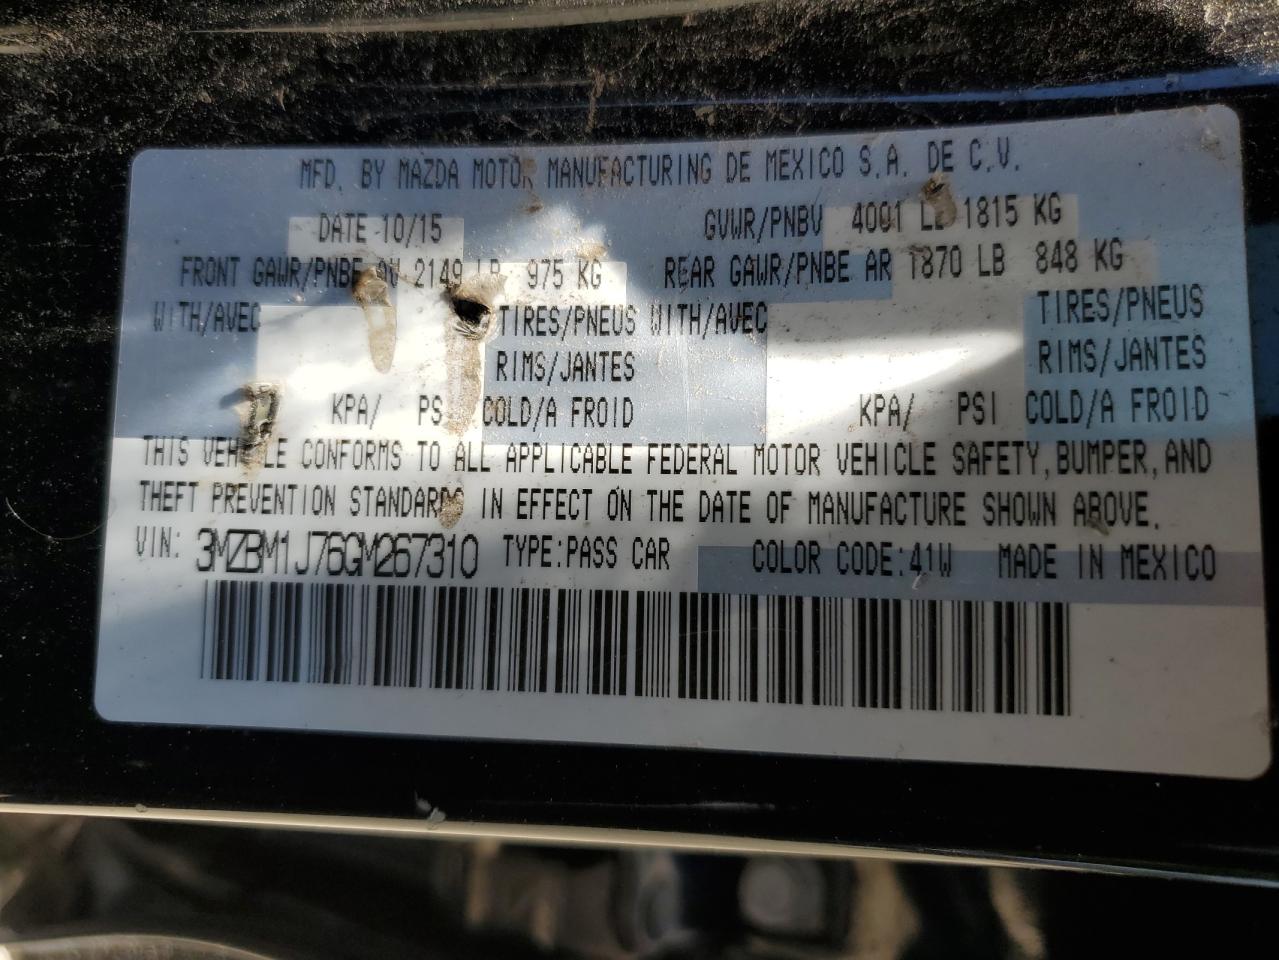 MFD. BY MAZDA MOTOR MANUFACTURING DE MEXICO S.A. DE C.V.
DATE 10/15 GVWR/PNBV 4001 LB 1815 KG
FRONT GAWR/PNBE AV 2149 LB 975 KG REAR GAWR/PNBE AR 1870 LB 848 KG
WITH/AVEC TIRES/PNEUS WITH/AVEC TIRES/PNEUS
RIMS/JANTES RIMS/JANTES
KPA/ PSI COLD/A FROID KPA/ PSI COLD/A FROID
THIS VEHICLE CONFORMS TO ALL APPLICABLE FEDERAL MOTOR VEHICLE SAFETY, BUMPER, AND
THEFT PREVENTION STANDARDS IN EFFECT ON THE DATE OF MANUFACTURE SHOWN ABOVE.
VIN: 3MZBM1J76GM267310 TYPE:PASS CAR COLOR CODE:41W MADE IN MEXICO